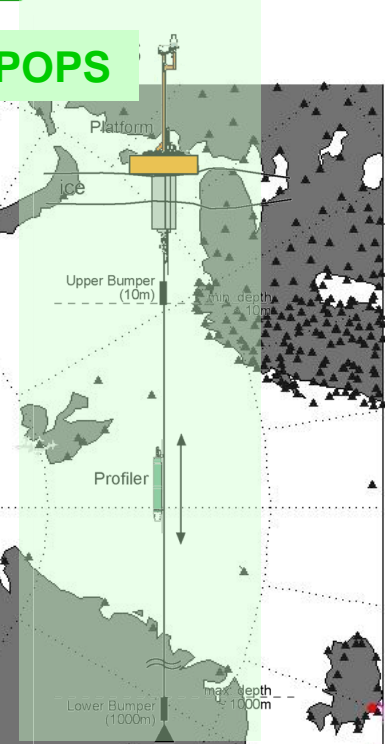 POPS
Platform
ice
Upper Bumper
(10m)
min. depth
10m
Profiler
max. depth
~ 1000m
Lower Bumper
(1000m)